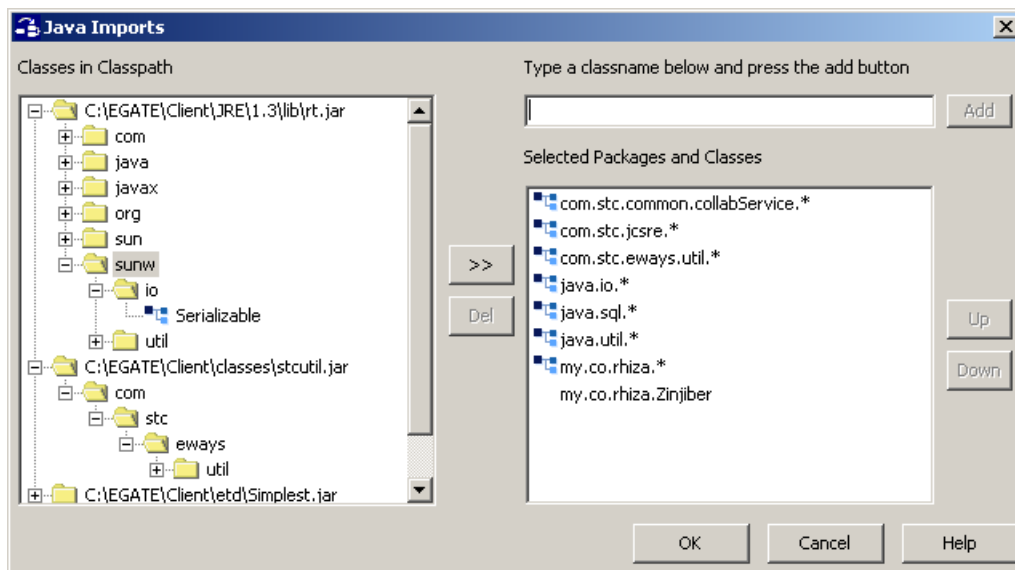 Java Imports
Classes in Classpath
C:\EGATE\Client\JRE\1.3\lib\rt.jar
com
java
javax
org
sun
sunw
io
Serializable
util
C:\EGATE\Client\classes\stcutil.jar
com
stc
eways
util
C:\EGATE\Client\etd\Simplest.jar
>>
Del
Type a classname below and press the add button
Add
Selected Packages and Classes
com.stc.common.collabService.*
com.stc.jcsre.*
com.stc.eways.util.*
java.io.*
java.sql.*
java.util.*
my.co.rhiza.*
my.co.rhiza.Zinjiber
Up
Down
OK
Cancel
Help